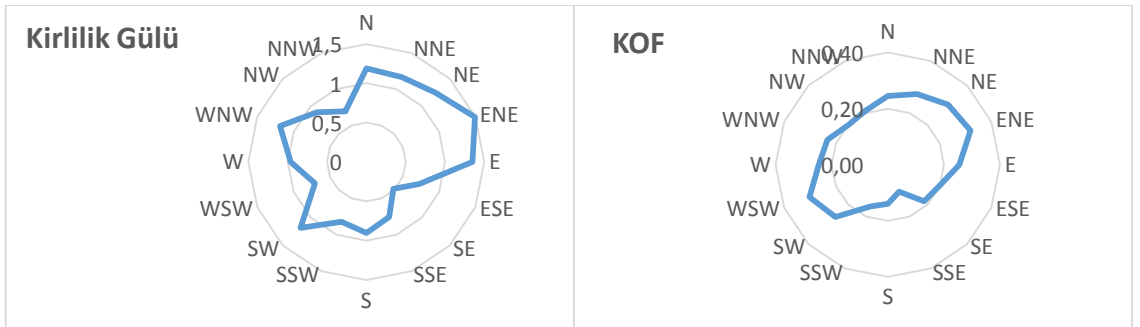 Kirlilik Gülü
N
NNE
NE
ENE
E
ESE
SE
SSE
S
SSW
SW
WSW
W
WNW
NW
NNW
1,5
1
0,5
0
KOF
N
NNE
NE
ENE
E
ESE
SE
SSE
S
SSW
SW
WSW
W
WNW
NW
NNW
0,40
0,20
0,00